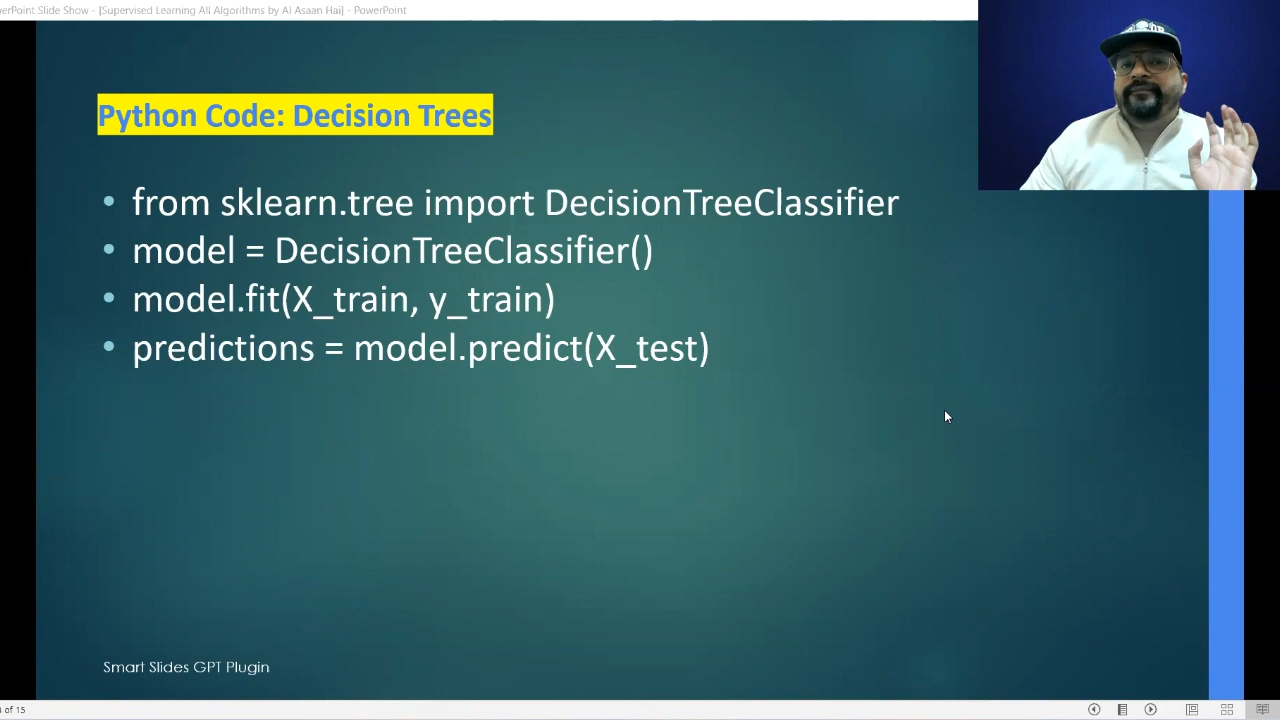 PowerPoint Slide Show - [Supervised Learning All Algorithms by AI Asaan Hai] - PowerPoint
Python Code: Decision Trees
• from sklearn.tree import DecisionTreeClassifier
• model = DecisionTreeClassifier()
• model.fit(X_train, y_train)
• predictions = model.predict(X_test)
Smart Slides GPT Plugin
of 15